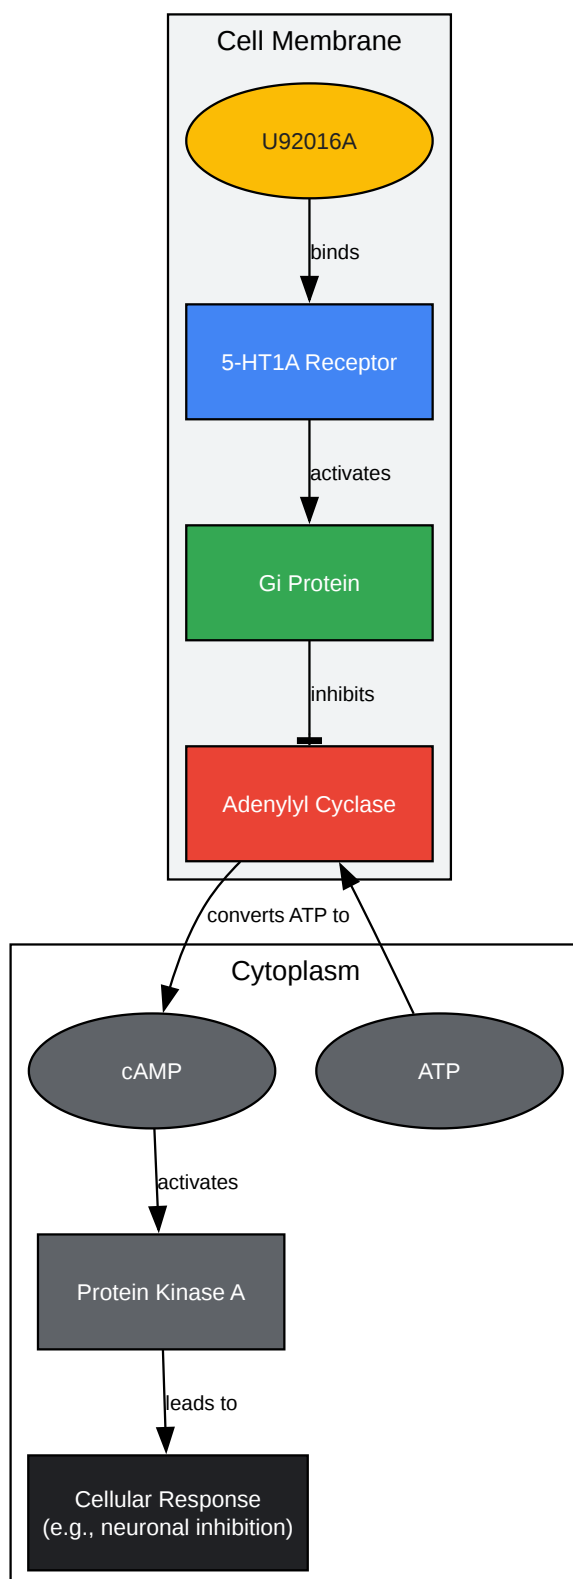 Cell Membrane
U92016A
binds
5-HT1A Receptor
activates
Gi Protein
inhibits
Adenylyl Cyclase
converts ATP to
Cytoplasm
cAMP
ATP
activates
Protein Kinase A
leads to
Cellular Response
(e.g., neuronal inhibition)